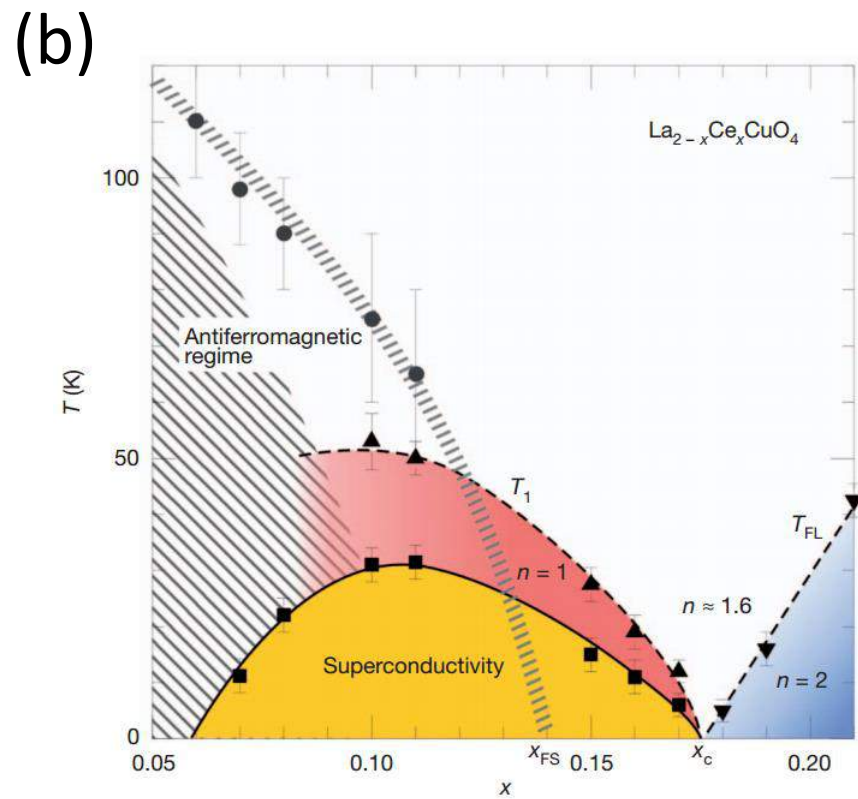 (b)
La2 – xCexCuO4
100
Antiferromagnetic
regime
T (K)
50
T1
TFL
n = 1
n ≈ 1.6
Superconductivity
n = 2
0
xFS
xc
0.05
0.10
0.15
0.20
x